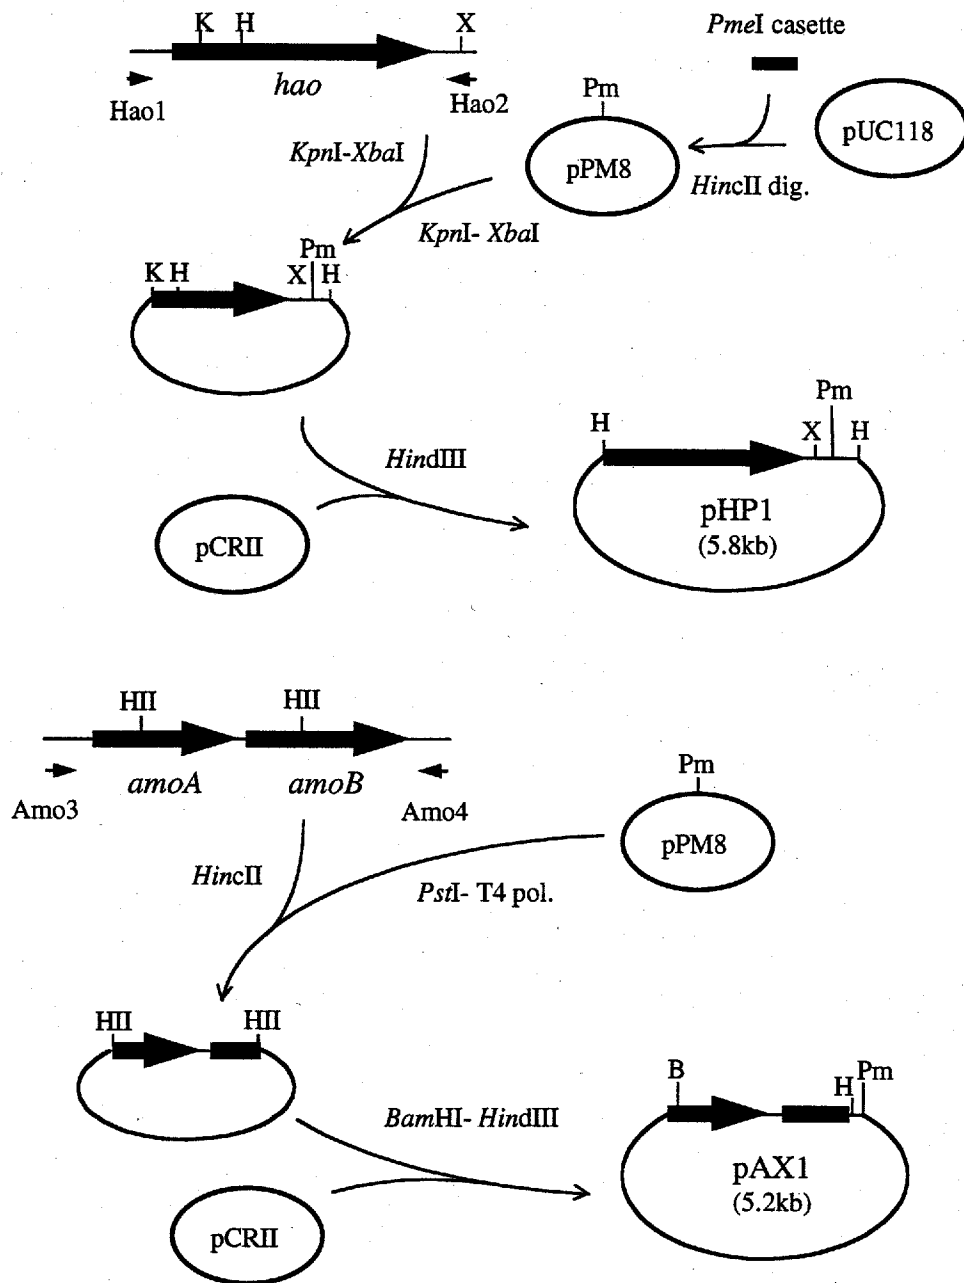 K H X
PmeI casette
hao
Hao1
Hao2
Pm
pUC118
pPM8
HincII dig.
KpnI-XbaI
KpnI- XbaI
K H X Pm H
HindIII
pCRII
H X Pm H
pHP1
(5.8kb)
HII HII
amoA amoB
Amo3 Amo4
Pm
pPM8
HincII
PstI- T4 pol.
HII HII
BamHI- HindIII
pCRII
B H Pm
pAX1
(5.2kb)